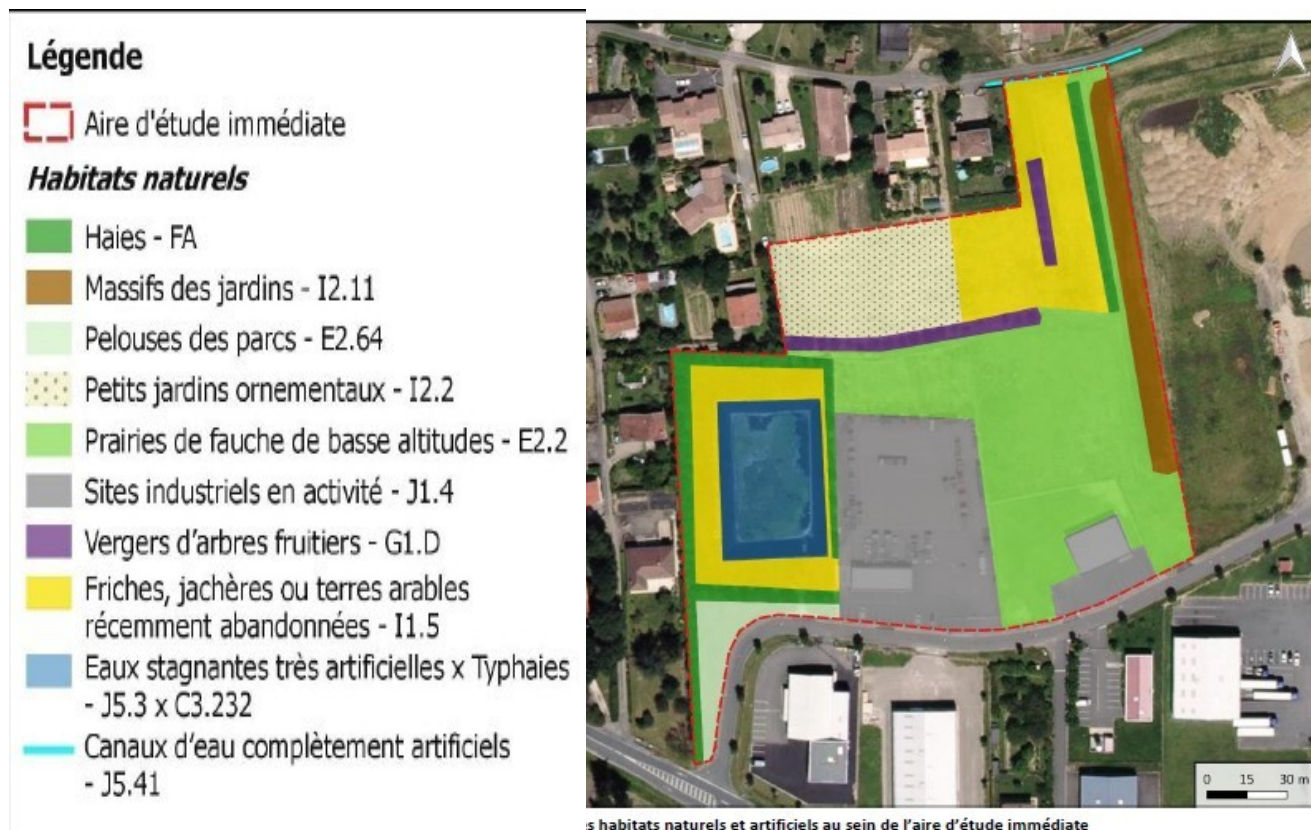 Légende
Aire d'étude immédiate
Habitats naturels
Haies - FA
Massifs des jardins - I2.11
Pelouses des parcs - E2.64
Petits jardins ornementaux - I2.2
Prairies de fauche de basse altitudes - E2.2
Sites industriels en activité - J1.4
Vergers d'arbres fruitiers - G1.D
Friches, jachères ou terres arables
récemment abandonnées - I1.5
Eaux stagnantes très artificielles x Typhaies
- J5.3 x C3.232
Canaux d'eau complètement artificiels
- J5.41
0 15 30 m
s habitats naturels et artificiels au sein de l'aire d'étude immédiate